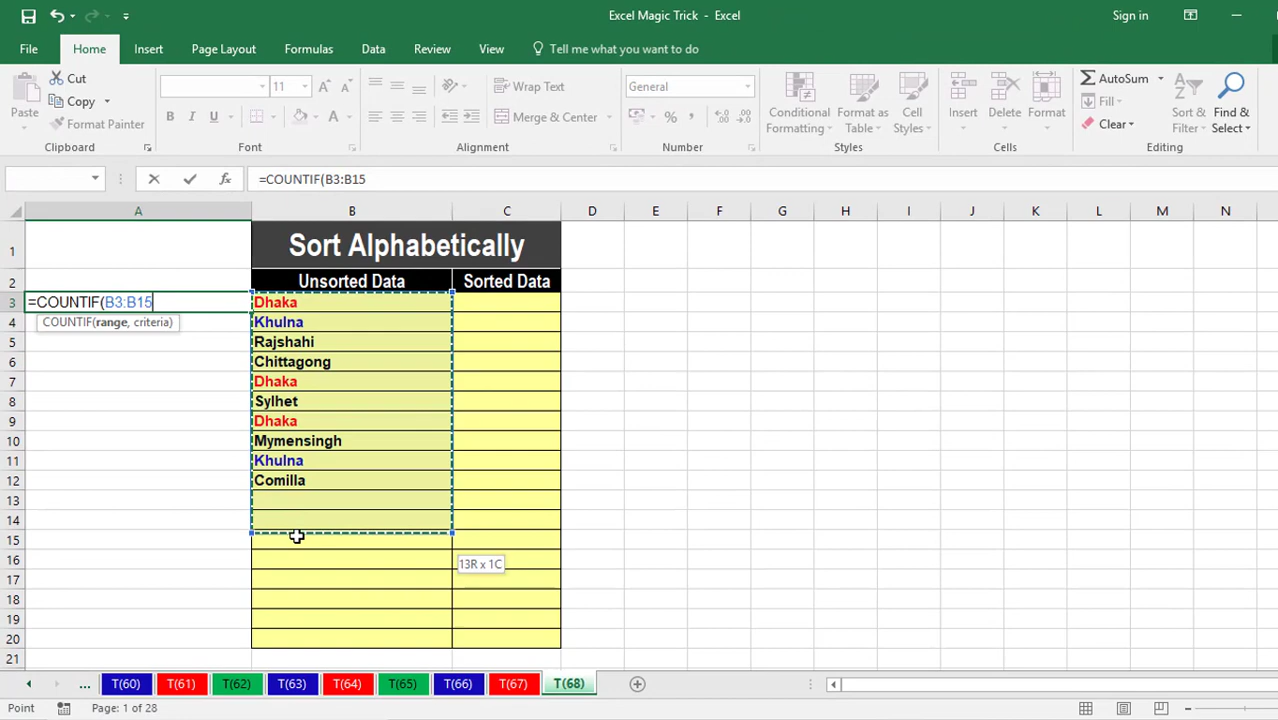 Excel Magic Trick - Excel
Sign in
File Home Insert Page Layout Formulas Data Review View Tell me what you want to do
Paste
Cut
Copy
Format Painter
Clipboard
11 A A
B I U A
Font
Wrap Text
Merge & Center
Alignment
General
% ,
Number
Conditional Formatting
Format as Table
Cell Styles
Styles
Insert Delete Format
Cells
AutoSum
Fill
Clear
Sort & Filter
Find & Select
Editing
fx =COUNTIF(B3:B15
A B C D E F G H I J K L M N
1 Sort Alphabetically
2 Unsorted Data Sorted Data
3 =COUNTIF(B3:B15 Dhaka
COUNTIF(range, criteria)
4 Khulna
5 Rajshahi
6 Chittagong
7 Dhaka
8 Sylhet
9 Dhaka
10 Mymensingh
11 Khulna
12 Comilla
13
14
15
16 13R x 1C
17
18
19
20
21
... T(60) T(61) T(62) T(63) T(64) T(65) T(66) T(67) T(68)
Point Page: 1 of 28